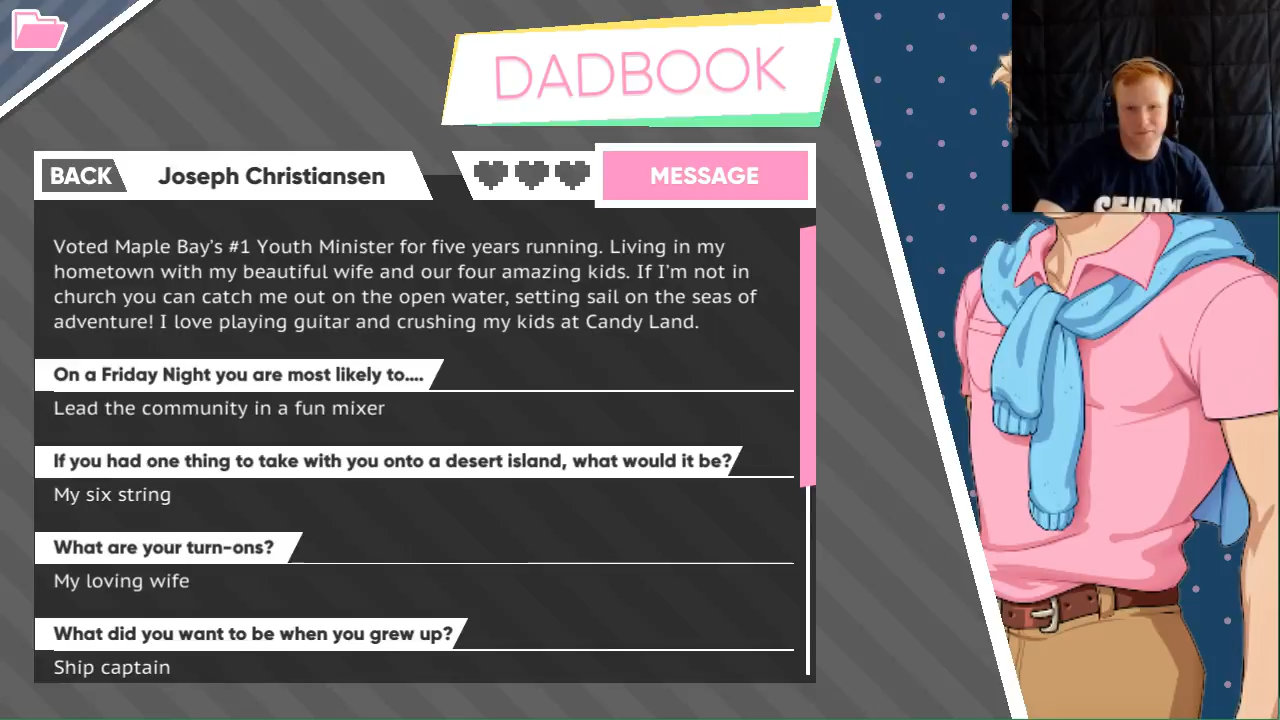 DADBOOK
BACK
Joseph Christiansen
MESSAGE
Voted Maple Bay's #1 Youth Minister for five years running. Living in my
hometown with my beautiful wife and our four amazing kids. If I'm not in
church you can catch me out on the open water, setting sail on the seas of
adventure! I love playing guitar and crushing my kids at Candy Land.
On a Friday Night you are most likely to....
Lead the community in a fun mixer
If you had one thing to take with you onto a desert island, what would it be?
My six string
What are your turn-ons?
My loving wife
What did you want to be when you grew up?
Ship captain